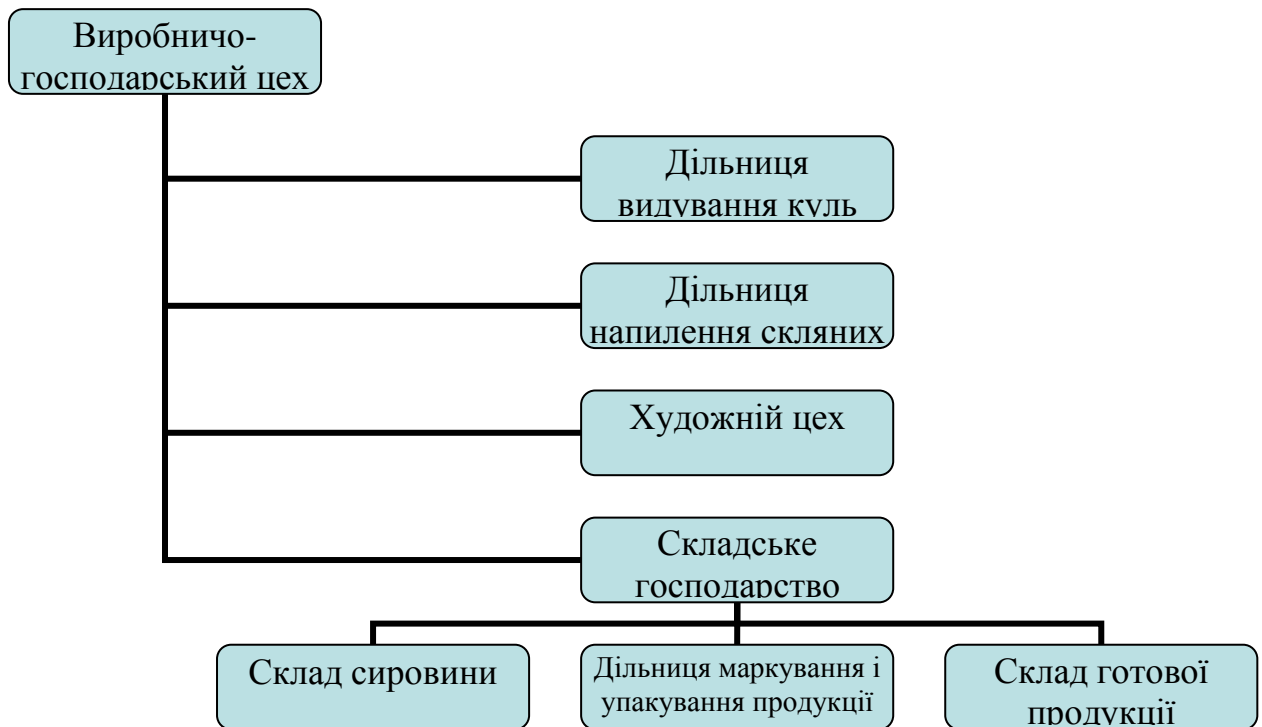 Виробничо-
господарський цех
Дільниця
видування куль
Дільниця
напилення скляних
Художній цех
Складське
господарство
Склад сировини
Дільниця маркування і
упакування продукції
Склад готової
продукції